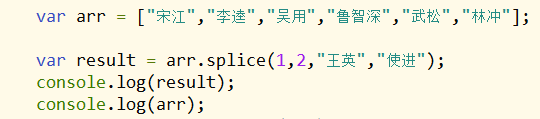 var arr = ["宋江","李逵","吴用","鲁智深","武松","林冲"];
var result = arr.splice(1,2,"王英","使进");
console.log(result);
console.log(arr);